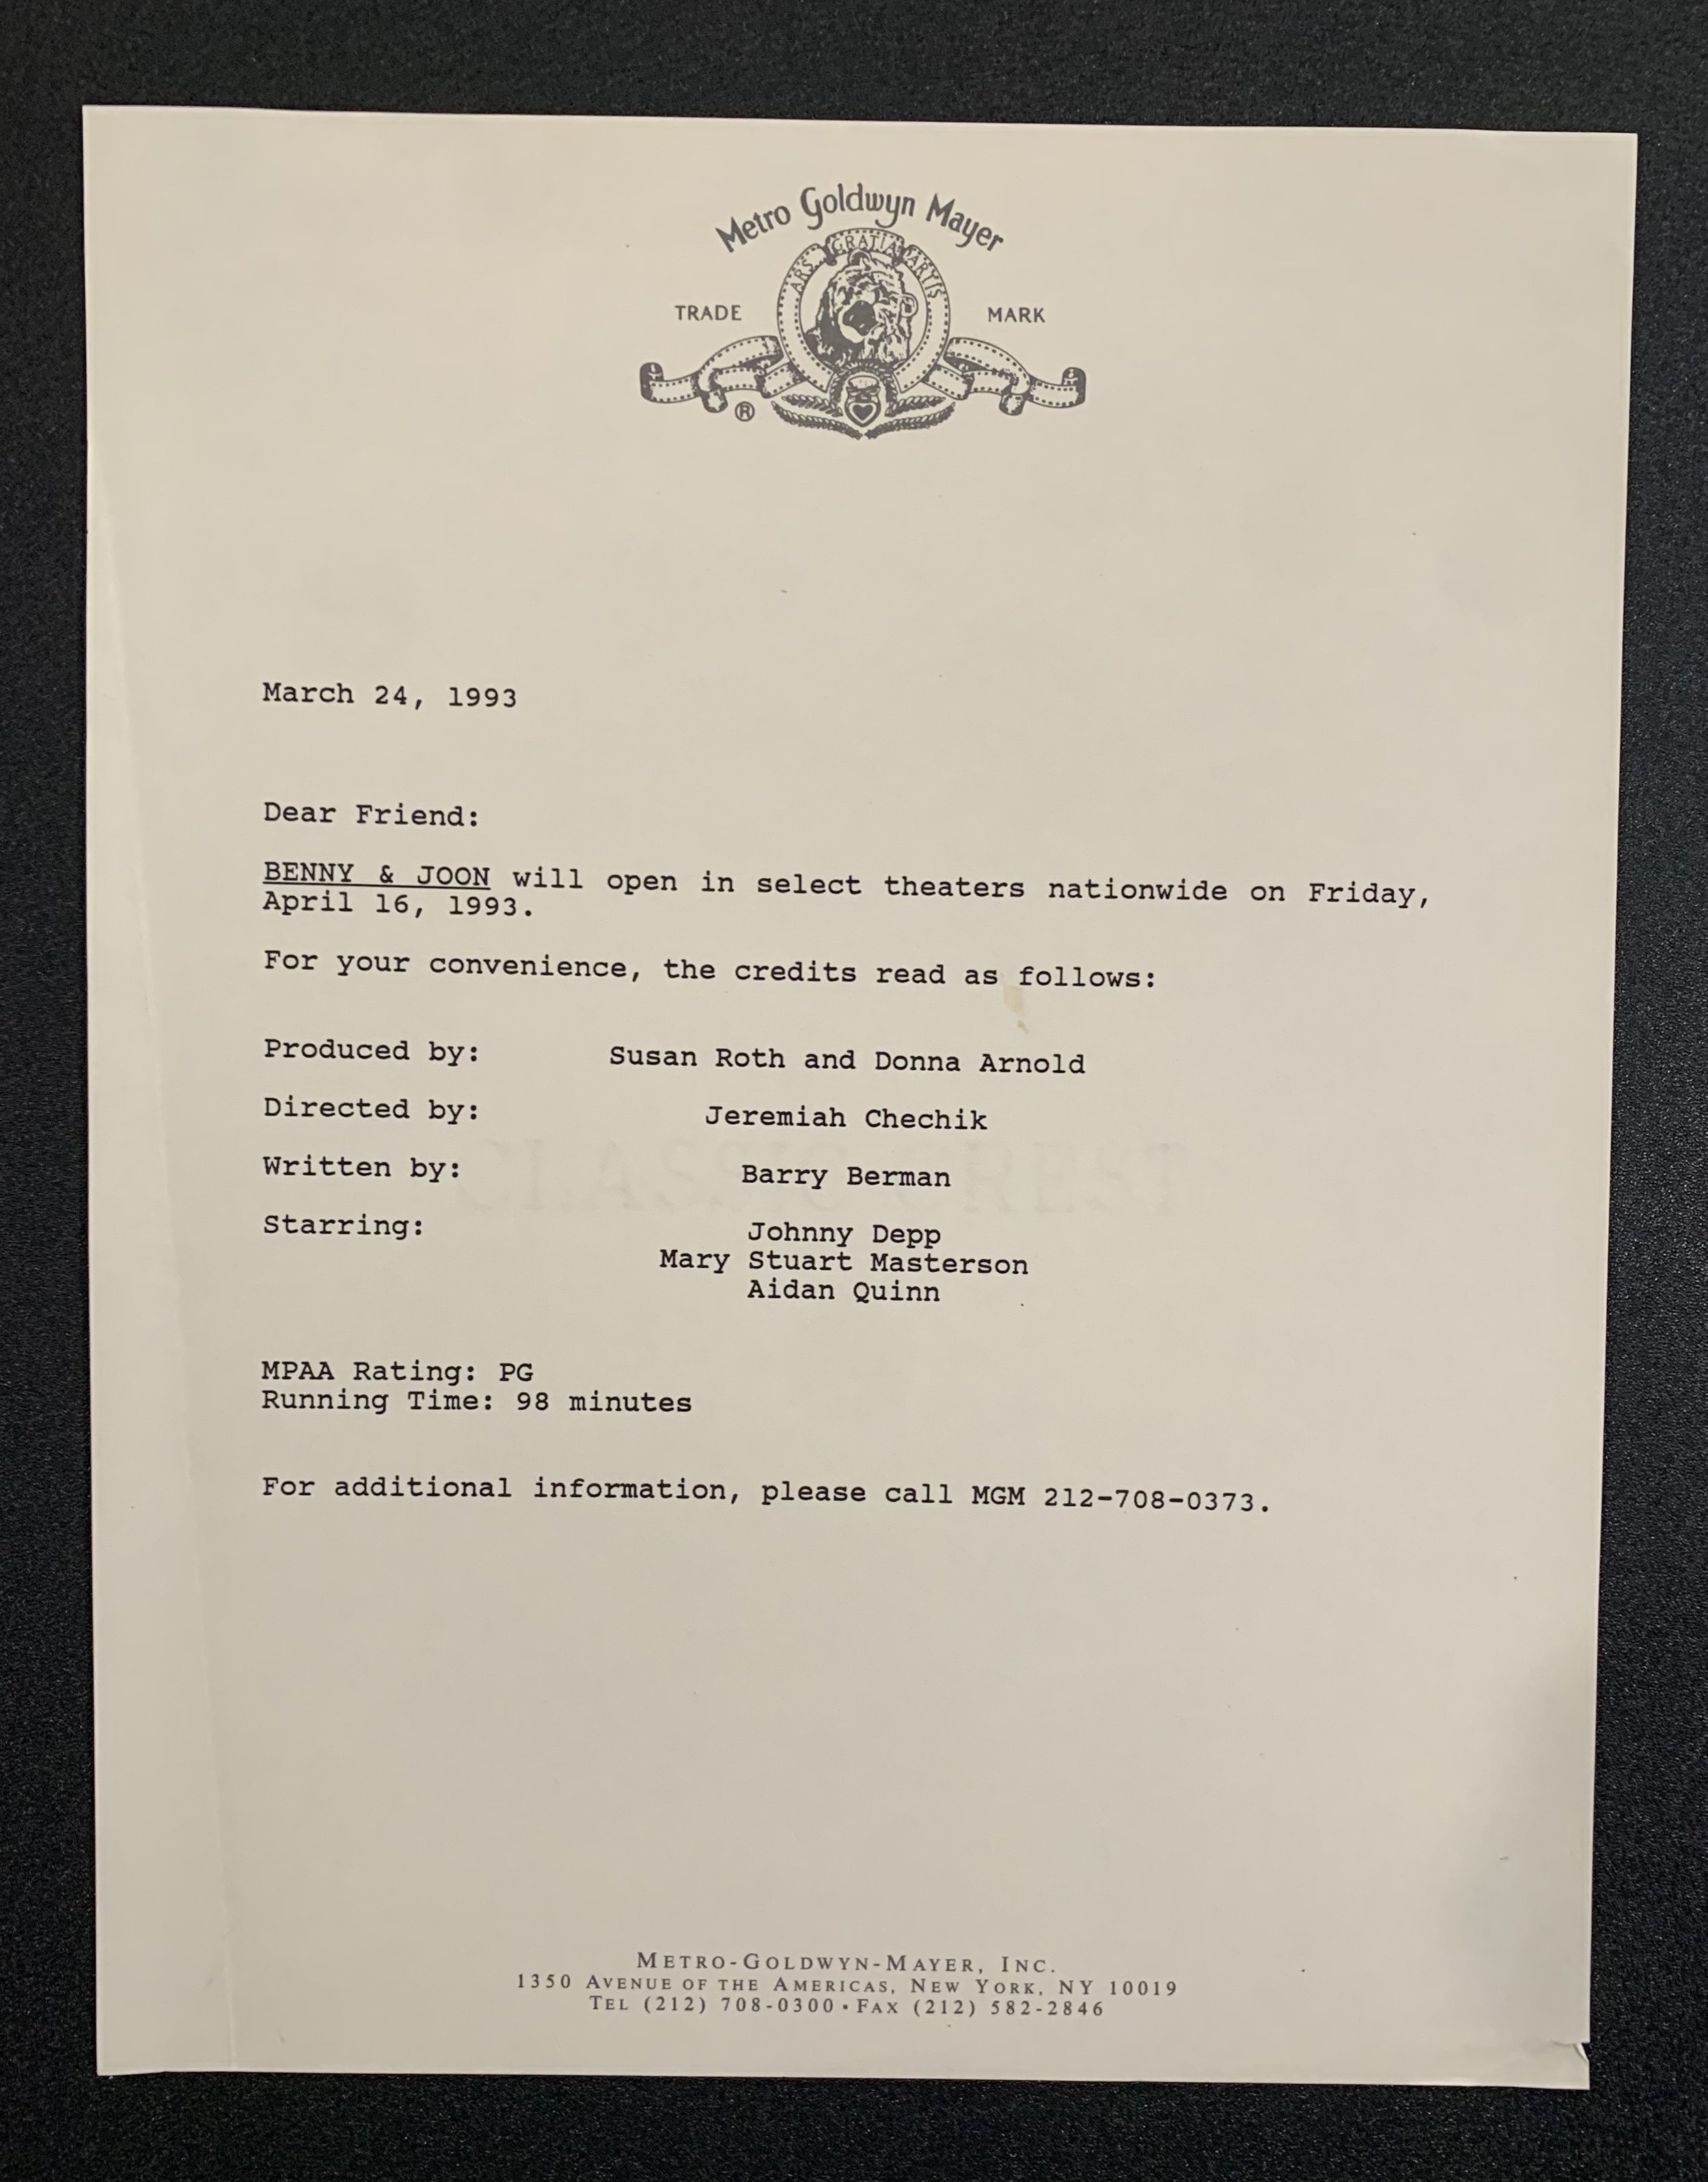 Metro Goldwyn Mayer
ARS GRATIA ARTIS
TRADE MARK
®
March 24, 1993
Dear Friend:
BENNY & JOON will open in select theaters nationwide on Friday,
April 16, 1993.
For your convenience, the credits read as follows:
Produced by: Susan Roth and Donna Arnold
Directed by: Jeremiah Chechik
Written by: Barry Berman
Starring: Johnny Depp
Mary Stuart Masterson
Aidan Quinn
MPAA Rating: PG
Running Time: 98 minutes
For additional information, please call MGM 212-708-0373.
METRO-GOLDWYN-MAYER, INC.
1350 AVENUE OF THE AMERICAS, NEW YORK, NY 10019
TEL (212) 708-0300 ▪ FAX (212) 582-2846